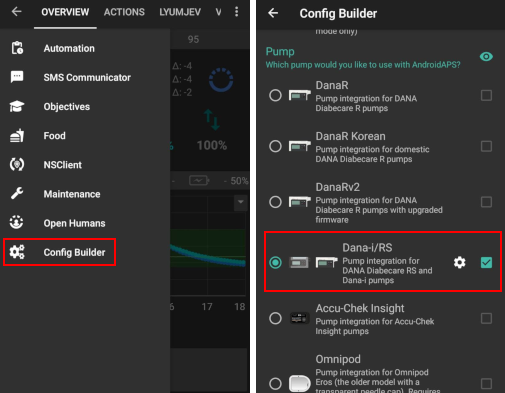 OVERVIEW ACTIONS LYUMJEV
Automation
SMS Communicator
Objectives
Food
NSClient
Maintenance
Open Humans
Config Builder
95
Δ: -4
Δ: -4
Δ: -2
100%
- 50%
6 17 18
Config Builder
mode only)
Pump
Which pump would you like to use with AndroidAPS?
DanaR
Pump integration for DANA
Diabecare R pumps
DanaR Korean
Pump integration for domestic
DANA Diabecare R pumps
DanaRv2
Pump integration for DANA
Diabecare R pumps with upgraded
firmware
Dana-i/RS
Pump integration for
DANA Diabecare RS and
Dana-i pumps
Accu-Chek Insight
Pump integration for Accu-Chek
Insight pumps
Omnipod
Pump integration for Omnipod
Eros (the older model with a
transparent needle cap). Requires